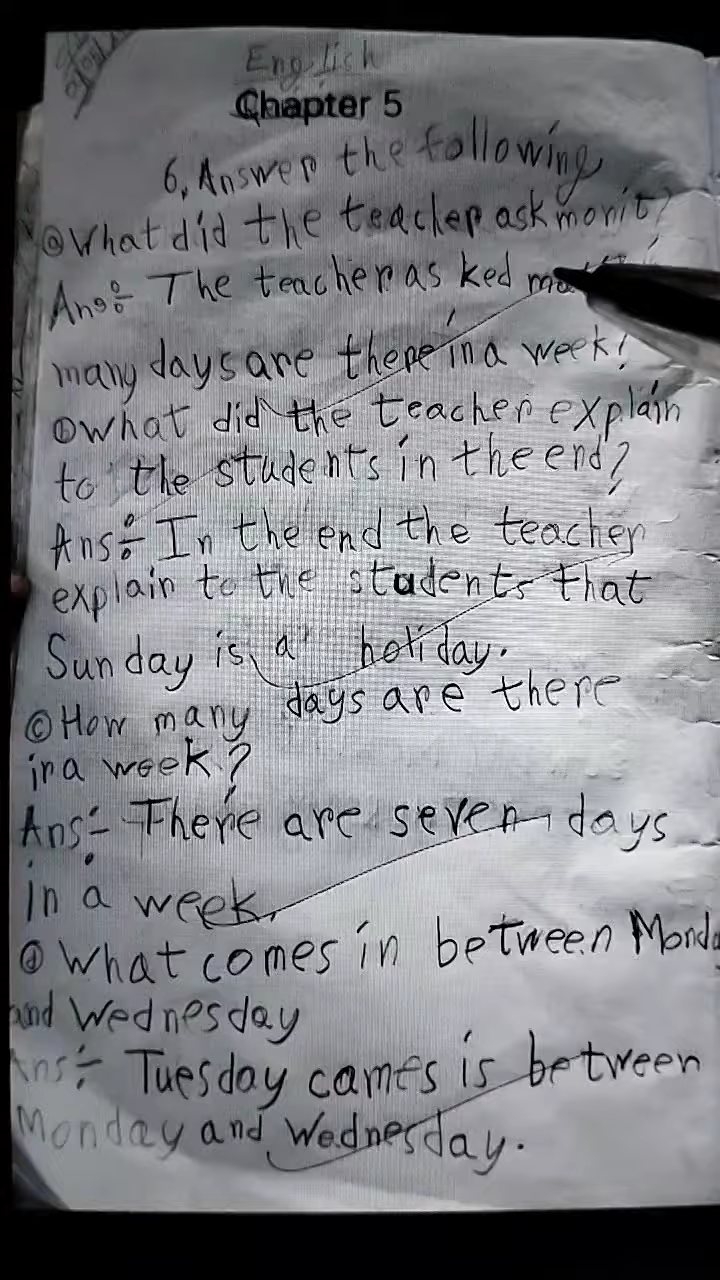 English
Chapter 5
6, Answer the following
ⓐ What did the teacher ask monit?
Ans÷ The teacher as ked
many days are there in a week!
ⓑ what did the teacher explain
to the students in the end?
Ans÷ In the end the teacher
explain to the students that
Sunday is a holiday.
ⓒ How many days are there
in a week?
Ans÷ There are seven days
in a week.
ⓓ What comes in between
and Wednesday
Ans÷ Tuesday cames is between
Monday and Wednesday.